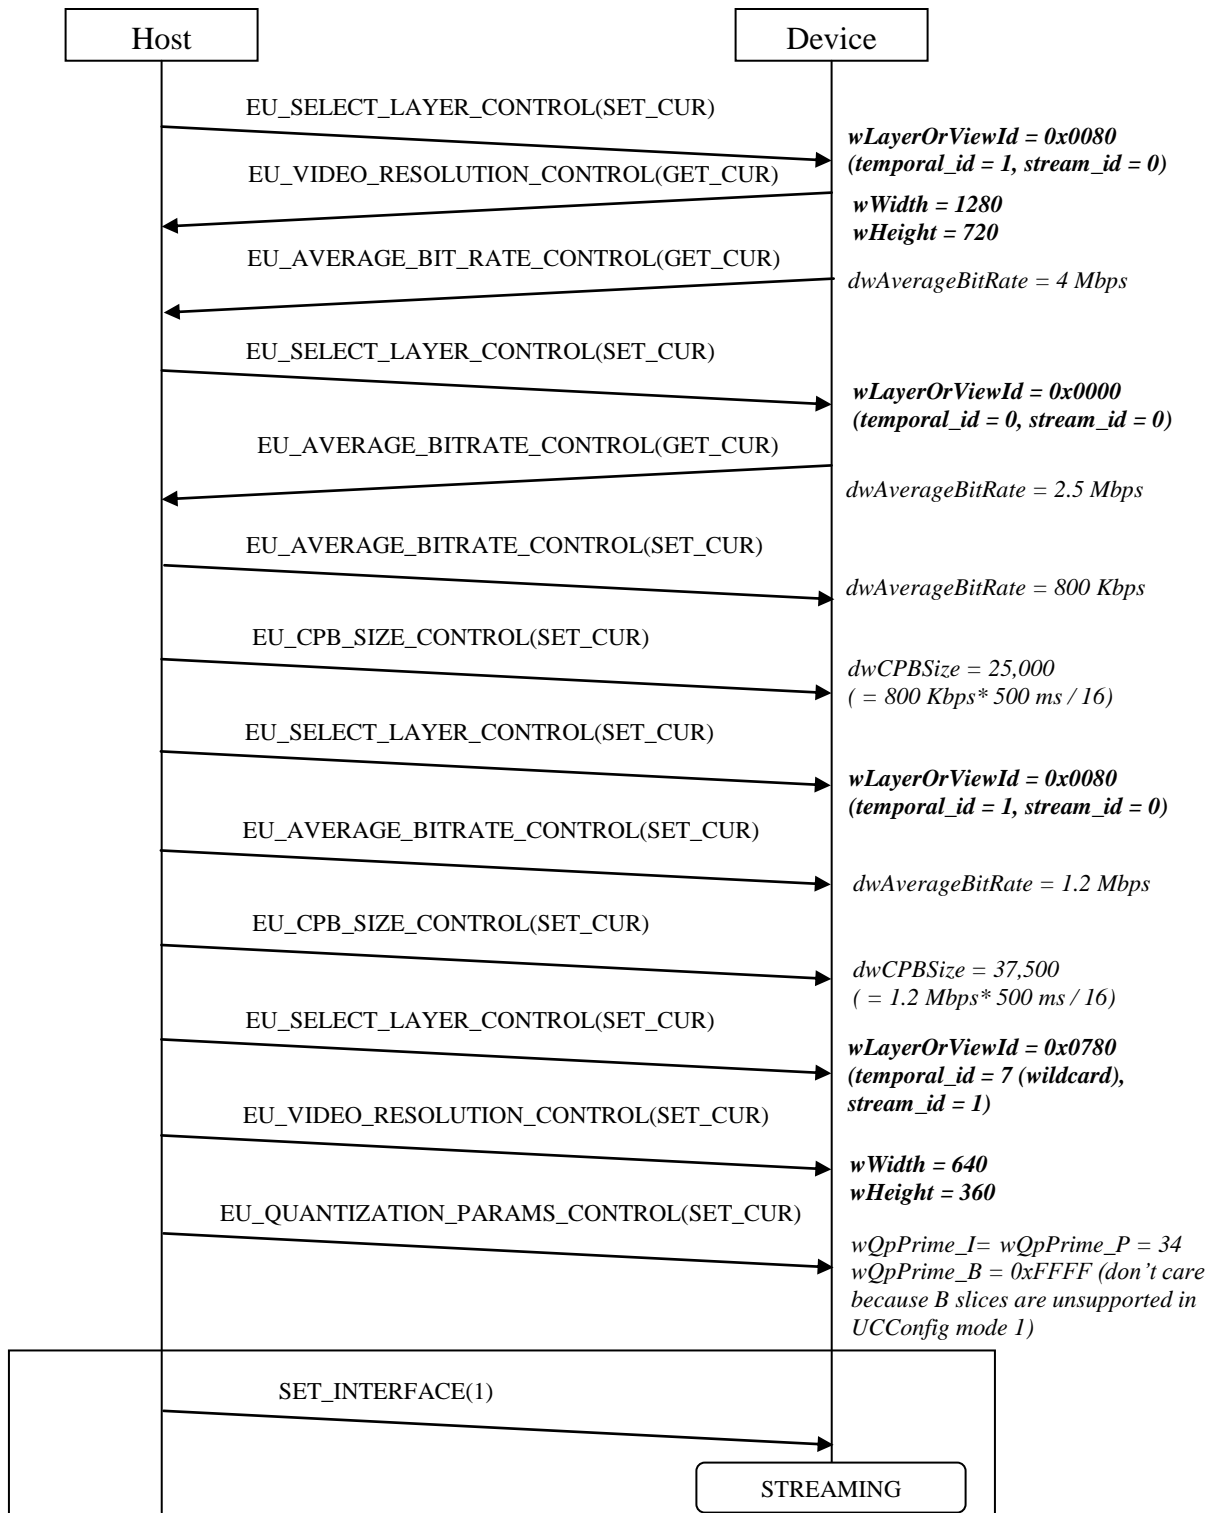 Host
Device
EU_SELECT_LAYER_CONTROL(SET_CUR)
wLayerOrViewId = 0x0080
(temporal_id = 1, stream_id = 0)
EU_VIDEO_RESOLUTION_CONTROL(GET_CUR)
wWidth = 1280
wHeight = 720
EU_AVERAGE_BIT_RATE_CONTROL(GET_CUR)
dwAverageBitRate = 4 Mbps
EU_SELECT_LAYER_CONTROL(SET_CUR)
wLayerOrViewId = 0x0000
(temporal_id = 0, stream_id = 0)
EU_AVERAGE_BITRATE_CONTROL(GET_CUR)
dwAverageBitRate = 2.5 Mbps
EU_AVERAGE_BITRATE_CONTROL(SET_CUR)
dwAverageBitRate = 800 Kbps
EU_CPB_SIZE_CONTROL(SET_CUR)
dwCPBSize = 25,000
( = 800 Kbps* 500 ms / 16)
EU_SELECT_LAYER_CONTROL(SET_CUR)
wLayerOrViewId = 0x0080
(temporal_id = 1, stream_id = 0)
EU_AVERAGE_BITRATE_CONTROL(SET_CUR)
dwAverageBitRate = 1.2 Mbps
EU_CPB_SIZE_CONTROL(SET_CUR)
dwCPBSize = 37,500
( = 1.2 Mbps* 500 ms / 16)
EU_SELECT_LAYER_CONTROL(SET_CUR)
wLayerOrViewId = 0x0780
(temporal_id = 7 (wildcard),
stream_id = 1)
EU_VIDEO_RESOLUTION_CONTROL(SET_CUR)
wWidth = 640
wHeight = 360
EU_QUANTIZATION_PARAMS_CONTROL(SET_CUR)
wQpPrime_I= wQpPrime_P = 34
wQpPrime_B = 0xFFFF (don't care
because B slices are unsupported in
UCConfig mode 1)
SET_INTERFACE(1)
STREAMING